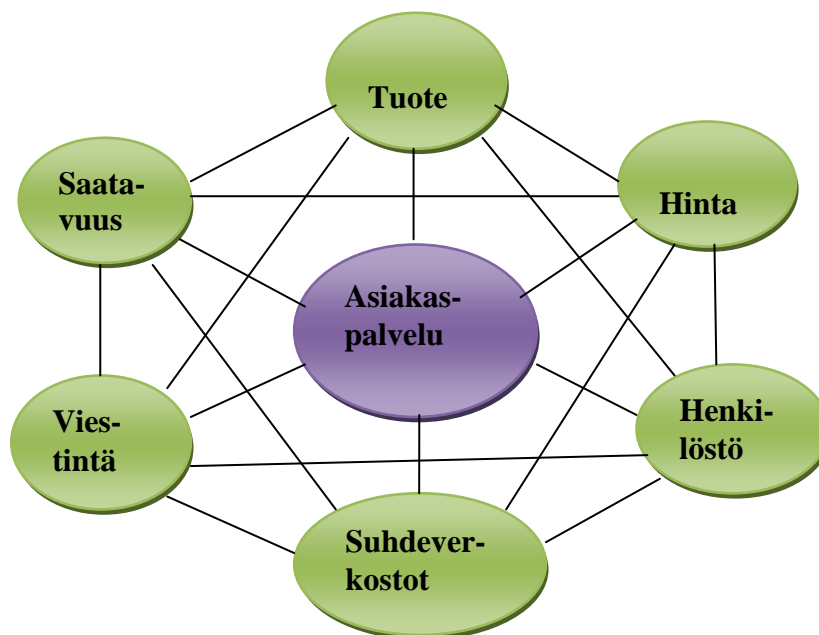 Tuote
Saata-
vuus
Hinta
Asiakas-
palvelu
Vies-
tintä
Henki-
löstö
Suhdever-
kostot